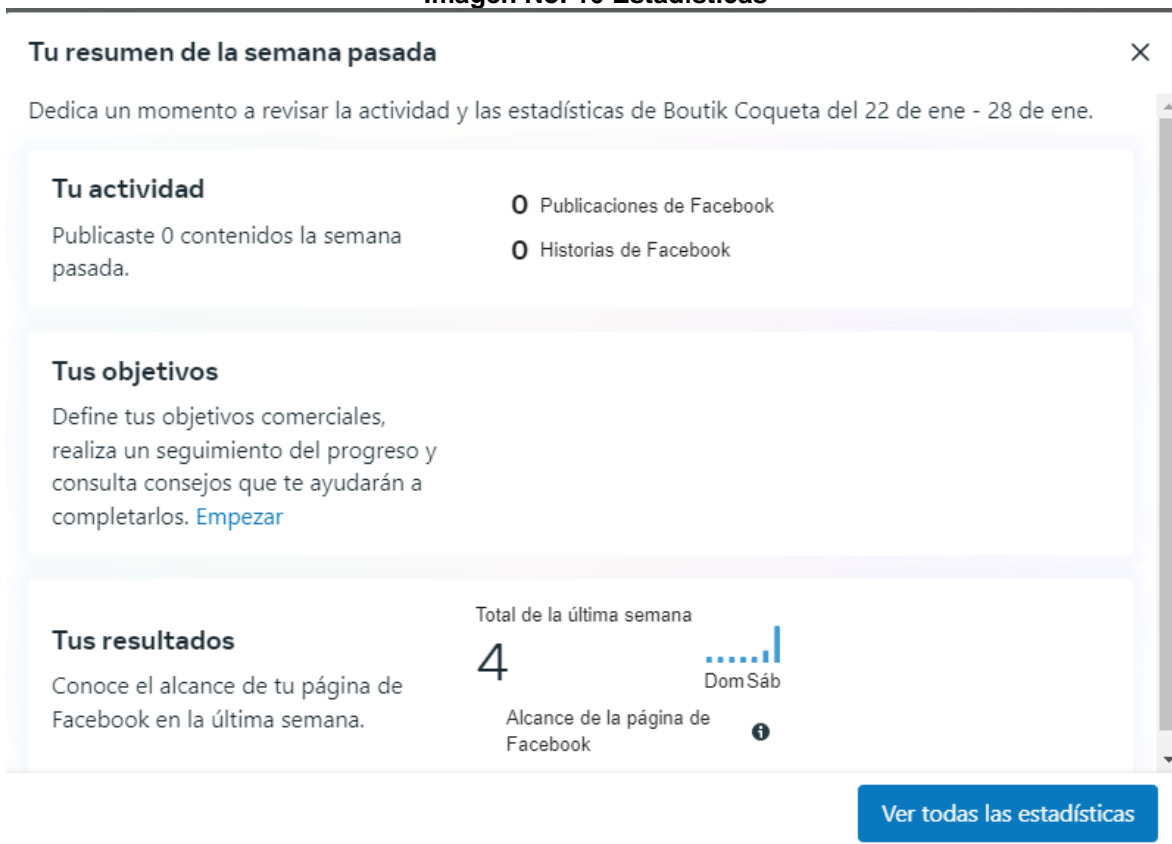 Imagen No. 10 Estadísticas
Tu resumen de la semana pasada
Dedica un momento a revisar la actividad y las estadísticas de Boutik Coqueta del 22 de ene - 28 de ene.
Tu actividad
Publicaste 0 contenidos la semana
pasada.
0 Publicaciones de Facebook
0 Historias de Facebook
Tus objetivos
Define tus objetivos comerciales,
realiza un seguimiento del progreso y
consulta consejos que te ayudarán a
completarlos. Empezar
Tus resultados
Conoce el alcance de tu página de
Facebook en la última semana.
Total de la última semana
4
Dom Sáb
Alcance de la página de
Facebook
Ver todas las estadísticas